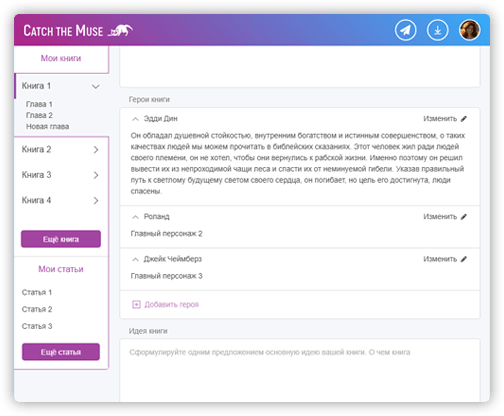 CATCH THE MUSE
Мои книги
Книга 1
Глава 1
Глава 2
Новая глава
Книга 2
Книга 3
Книга 4
Ещё книга
Мои статьи
Статья 1
Статья 2
Статья 3
Ещё статья
Герои книги
Эдди Дин Изменить
Он обладал душевной стойкостью, внутренним богатством и истинным совершенством, о таких
качествах людей мы можем прочитать в библейских сказаниях. Этот человек жил ради людей
своего племени, он не хотел, чтобы они вернулись к рабской жизни. Именно поэтому он решил
вывести их из непроходимой чащи леса и спасти их от неминуемой гибели. Указав правильный
путь к светлому будущему светом своего сердца, он погибает, но цель его достигнута, люди
спасены.
Роланд Изменить
Главный персонаж 2
Джейк Чеймберз Изменить
Главный персонаж 3
Добавить героя
Идея книги
Сформулируйте одним предложением основную идею вашей книги. О чем книга